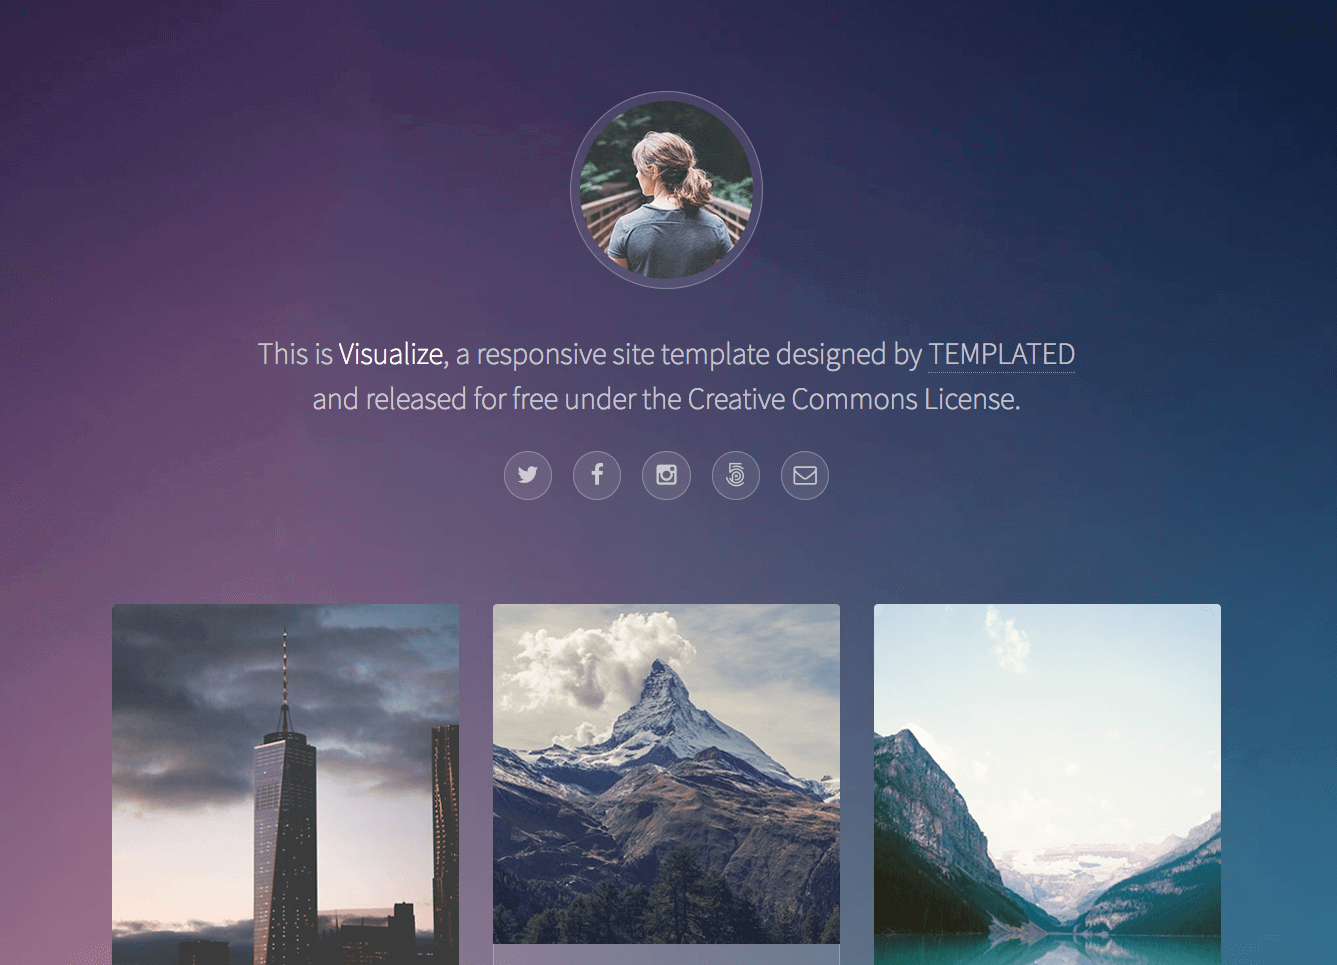 This is Visualize, a responsive site template designed by TEMPLATED
and released for free under the Creative Commons License.